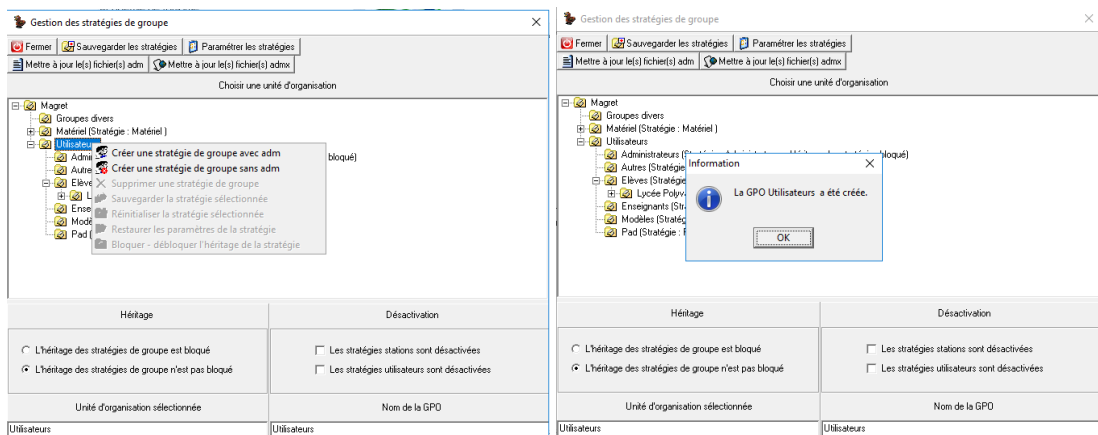 Gestion des stratégies de groupe
Fermer Sauvegarder les stratégies Paramétrer les stratégies
Mettre à jour le(s) fichier(s) adm Mettre à jour le(s) fichier(s) admx
Choisir une unité d'organisation
Magret
Groupes divers
Matériel (Stratégie : Matériel )
Utilisateurs
Créer une stratégie de groupe avec adm
bloqué)
Créer une stratégie de groupe sans adm
Supprimer une stratégie de groupe
Sauvegarder la stratégie sélectionnée
Réinitialiser la stratégie sélectionnée
Restaurer les paramètres de la stratégie
Bloquer - débloquer l'héritage de la stratégie
Héritage
Désactivation
L'héritage des stratégies de groupe est bloqué
L'héritage des stratégies de groupe n'est pas bloqué
Les stratégies stations sont désactivées
Les stratégies utilisateurs sont désactivées
Unité d'organisation sélectionnée
Nom de la GPO
Utilisateurs
Utilisateurs
Gestion des stratégies de groupe
Fermer Sauvegarder les stratégies Paramétrer les stratégies
Mettre à jour le(s) fichier(s) adm Mettre à jour le(s) fichier(s) admx
Choisir une unité d'organisation
Magret
Groupes divers
Matériel (Stratégie : Matériel )
Utilisateurs
Administrateurs
bloqué)
Autres (Stratégie
Elèves (Stratégie
Lycée
Enseignants
Modèles
Pad (Stratégie :
Information
La GPO Utilisateurs a été créée.
OK
Héritage
Désactivation
L'héritage des stratégies de groupe est bloqué
L'héritage des stratégies de groupe n'est pas bloqué
Les stratégies stations sont désactivées
Les stratégies utilisateurs sont désactivées
Unité d'organisation sélectionnée
Nom de la GPO
Utilisateurs
Utilisateurs